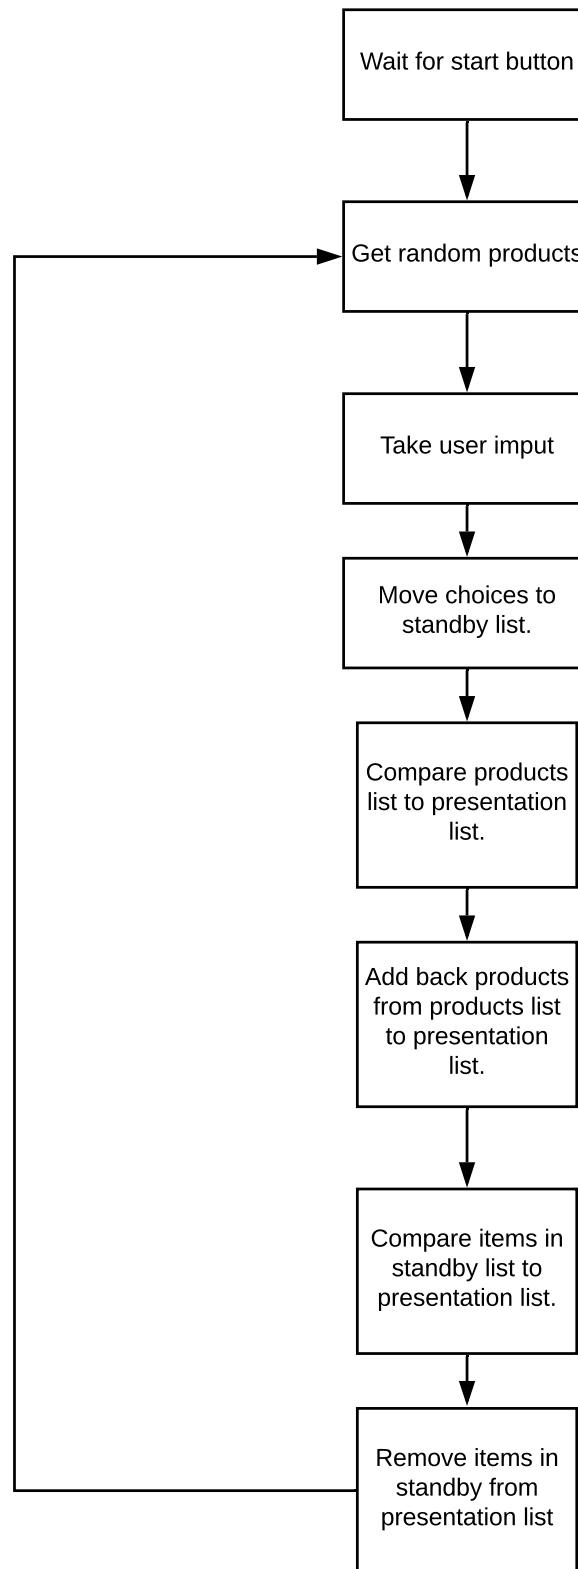 Wait for start button
Get random products
Take user imput
Move choices to
standby list.
Compare products
list to presentation
list.
Add back products
from products list
to presentation
list.
Compare items in
standby list to
presentation list.
Remove items in
standby from
presentation list